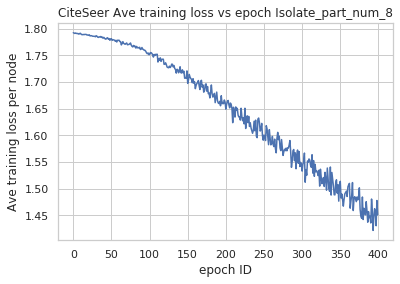 CiteSeer Ave training loss vs epoch Isolate_part_num_8
Ave training loss per node
1.80
1.75
1.70
1.65
1.60
1.55
1.50
1.45
0 50 100 150 200 250 300 350 400
epoch ID